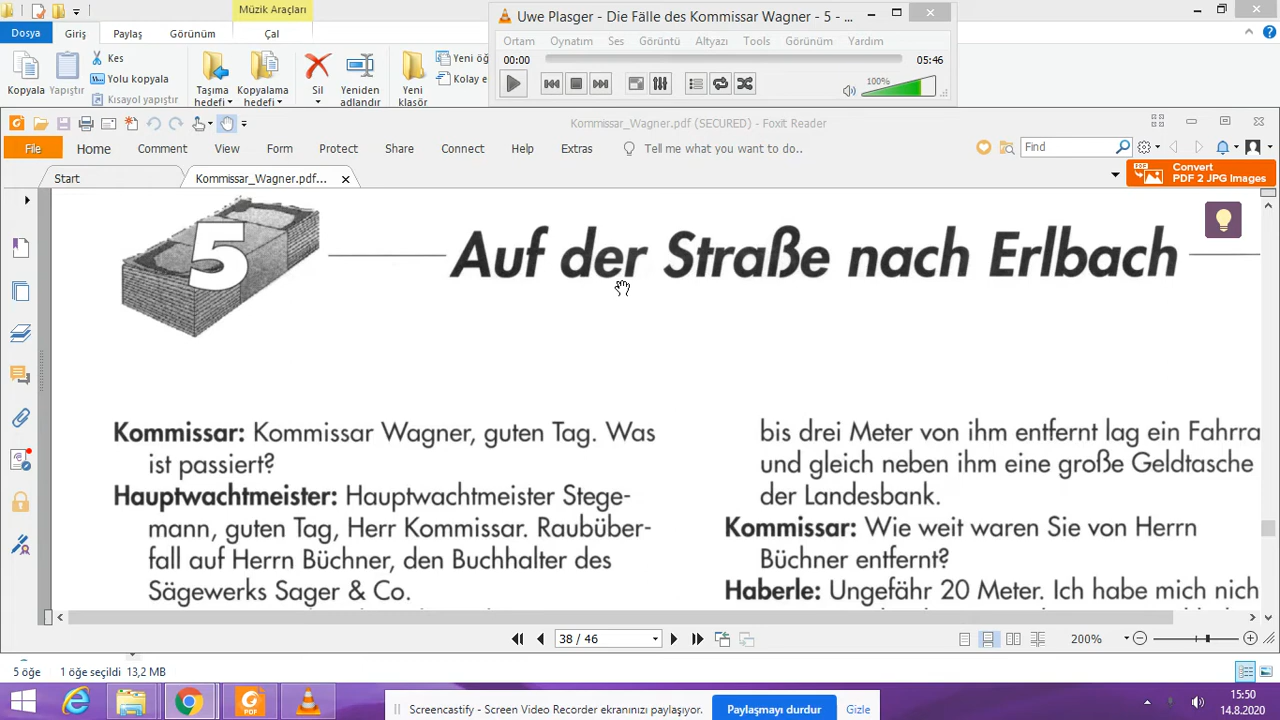 Müzik Araçları
Dosya
Giriş
Paylaş
Görünüm
Çal
Kopyala
Yapıştır
Kes
Yolu kopyala
Kısayol yapıştır
Taşıma hedefi
Kopyalama hedefi
Sil
Yeniden adlandır
Yeni klasör
Yeni öğ
Kolay e
Uwe Plasger - Die Fälle des Kommissar Wagner - 5 - ...
Ortam Oynatım Ses Görüntü Altyazı Tools Görünüm Yardım
00:00
05:46
100%
Kommissar_Wagner.pdf (SECURED) - Foxit Reader
File Home Comment View Form Protect Share Connect Help Extras Tell me what you want to do..
Find
Start
Kommissar_Wagner.pdf...
Convert
PDF 2 JPG Images
5
Auf der Straße nach Erlbach
Kommissar: Kommissar Wagner, guten Tag. Was
ist passiert?
Hauptwachtmeister: Hauptwachtmeister Stege-
mann, guten Tag, Herr Kommissar. Raubüber-
fall auf Herrn Büchner, den Buchhalter des
Sägewerks Sager & Co.
bis drei Meter von ihm entfernt lag ein Fahrra
und gleich neben ihm eine große Geldtasche
der Landesbank.
Kommissar: Wie weit waren Sie von Herrn
Büchner entfernt?
Haberle: Ungefähr 20 Meter. Ich habe mich nich
38 / 46
200%
5 öğe 1 öğe seçildi 13,2 MB
Screencastify - Screen Video Recorder ekranınızı paylaşıyor.
Paylaşmayı durdur
Gizle
15:50
14.8.2020